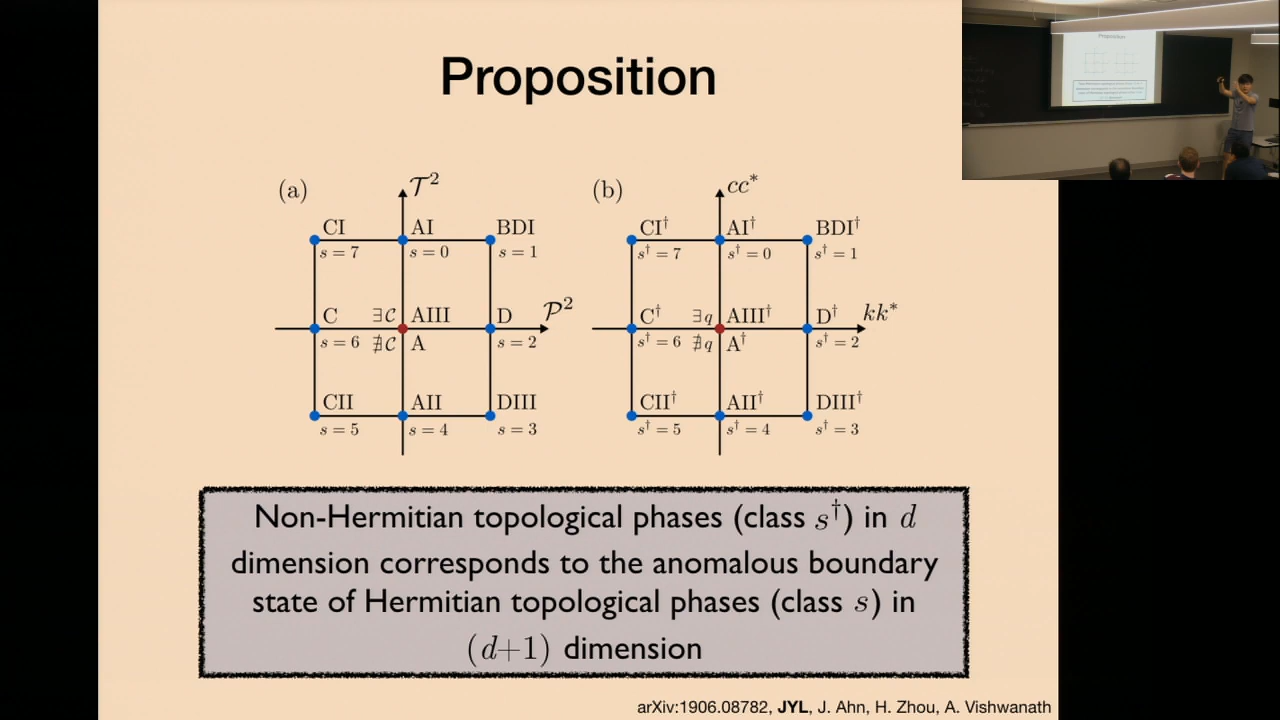 Proposition
(a)
𝒯²
CI
AI
BDI
s = 7
s = 0
s = 1
C
∃𝒞
AIII
D
𝒫²
s = 6
∄𝒞
A
s = 2
CII
AII
DIII
s = 5
s = 4
s = 3
(b)
cc*
CI†
AI†
BDI†
s† = 7
s† = 0
s† = 1
C†
∃q
AIII†
D†
kk*
s† = 6
∄q
A†
s† = 2
CII†
AII†
DIII†
s† = 5
s† = 4
s† = 3
Non-Hermitian topological phases (class s†) in d
dimension corresponds to the anomalous boundary
state of Hermitian topological phases (class s) in
(d+1) dimension
arXiv:1906.08782, JYL, J. Ahn, H. Zhou, A. Vishwanath
Proposition